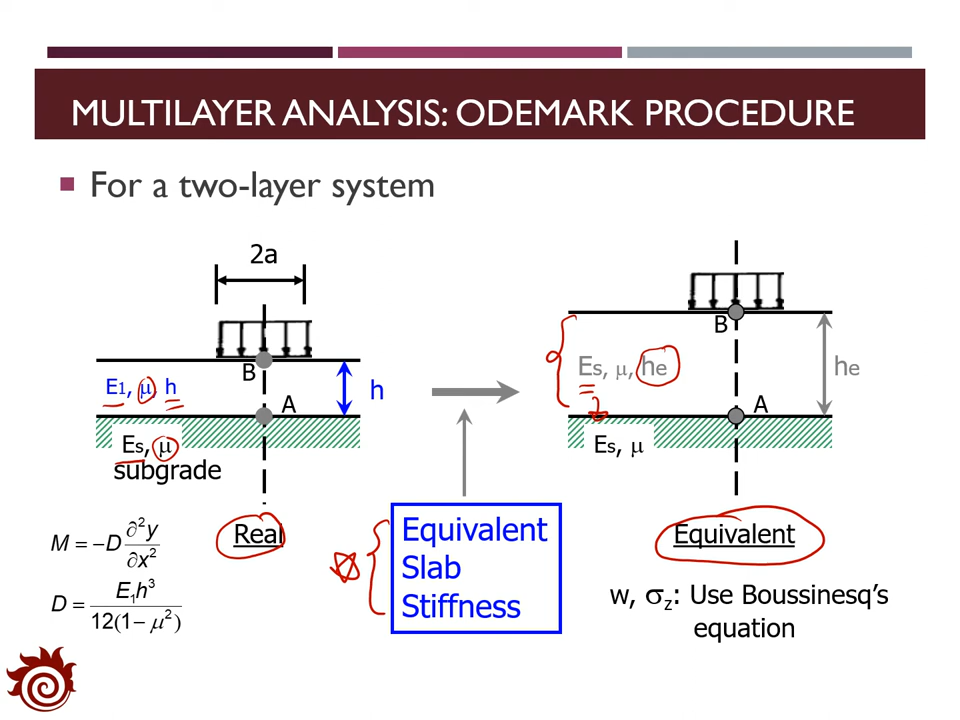 MULTILAYER ANALYSIS: ODEMARK PROCEDURE
For a two-layer system
2a
B
E1, μ, h
h
A
Es, μ
subgrade
B
Es, μ, he
he
A
Es, μ
Real
Equivalent
Slab
Stiffness
Equivalent
M = −D ∂²y/∂x²
D = E₁h³/12(1 − μ²)
w, σz: Use Boussinesq's
equation